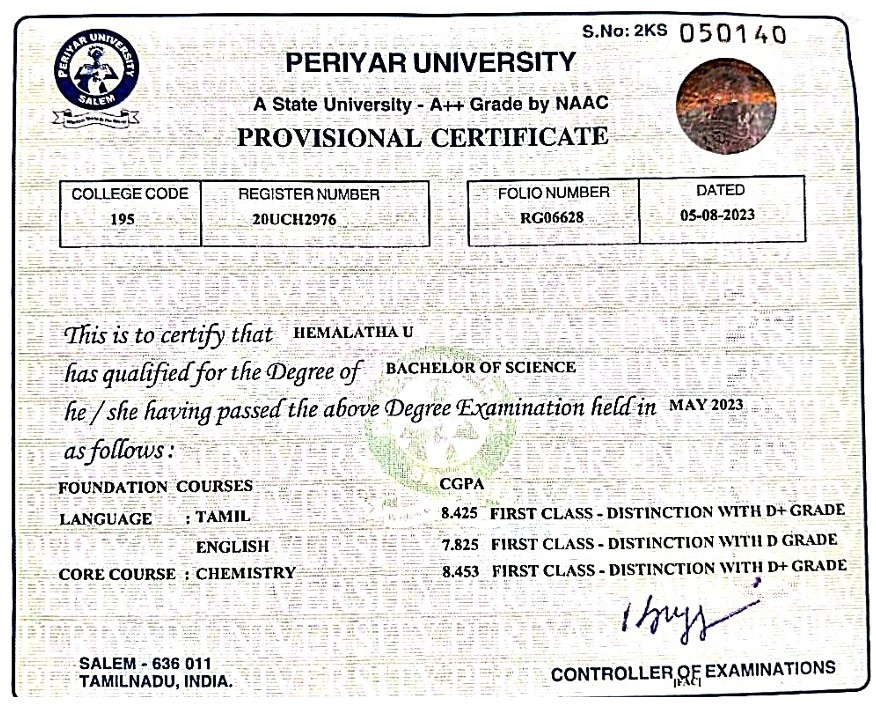 S.No: 2KS 050140
PERIYAR UNIVERSITY
SALEM
PERIYAR UNIVERSITY
A State University - A++ Grade by NAAC
PROVISIONAL CERTIFICATE
COLLEGE CODE REGISTER NUMBER FOLIO NUMBER DATED
195 20UCH2976 RG06628 05-08-2023
This is to certify that HEMALATHA U
has qualified for the Degree of BACHELOR OF SCIENCE
he / she having passed the above Degree Examination held in MAY 2023
as follows :
FOUNDATION COURSES CGPA
LANGUAGE : TAMIL 8.425 FIRST CLASS - DISTINCTION WITH D+ GRADE
ENGLISH 7.825 FIRST CLASS - DISTINCTION WITH D GRADE
CORE COURSE : CHEMISTRY 8.453 FIRST CLASS - DISTINCTION WITH D+ GRADE
SALEM - 636 011
TAMILNADU, INDIA.
CONTROLLER OF EXAMINATIONS
[FAC]